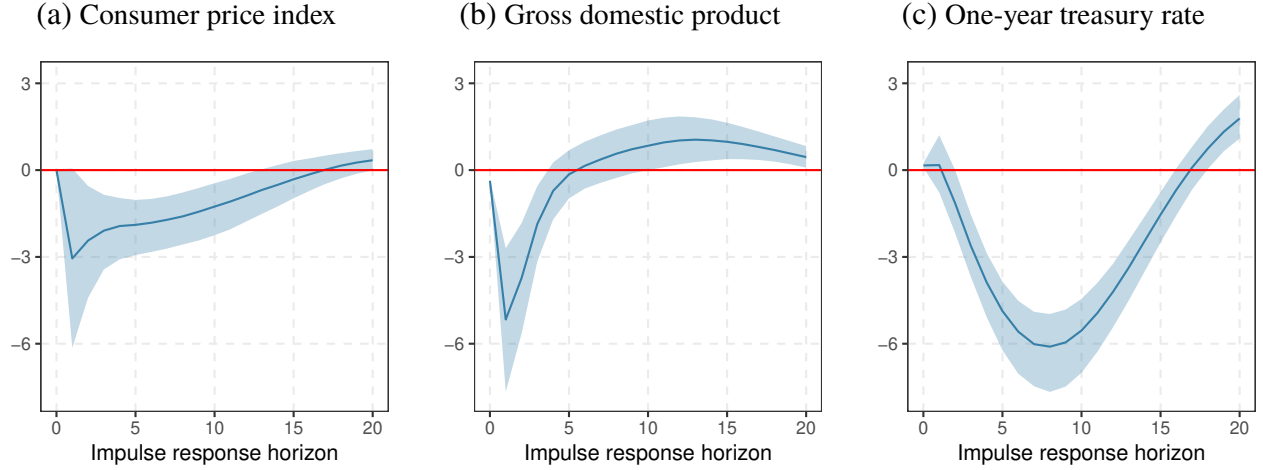 (a) Consumer price index
3
0
−3
−6
0 5 10 15 20
Impulse response horizon
(b) Gross domestic product
3
0
−3
−6
0 5 10 15 20
Impulse response horizon
(c) One-year treasury rate
3
0
−3
−6
0 5 10 15 20
Impulse response horizon